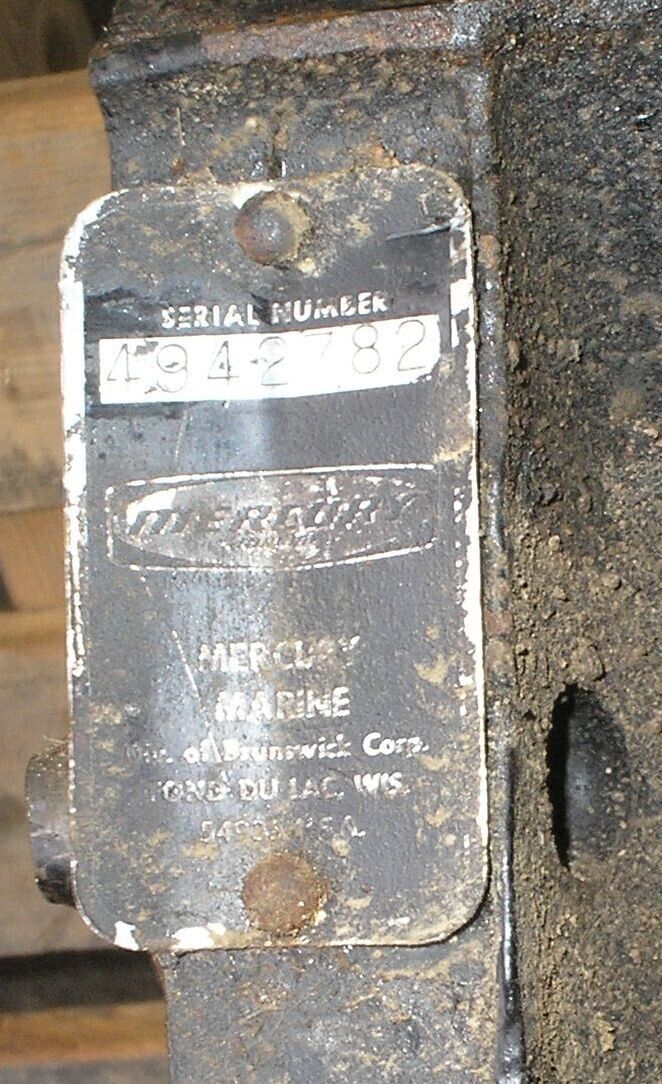 SERIAL NUMBER
4942782
MERCURY
MERCURY
MARINE
of Brunswick Corp.
FOND DU LAC, WIS.
U.S.A.